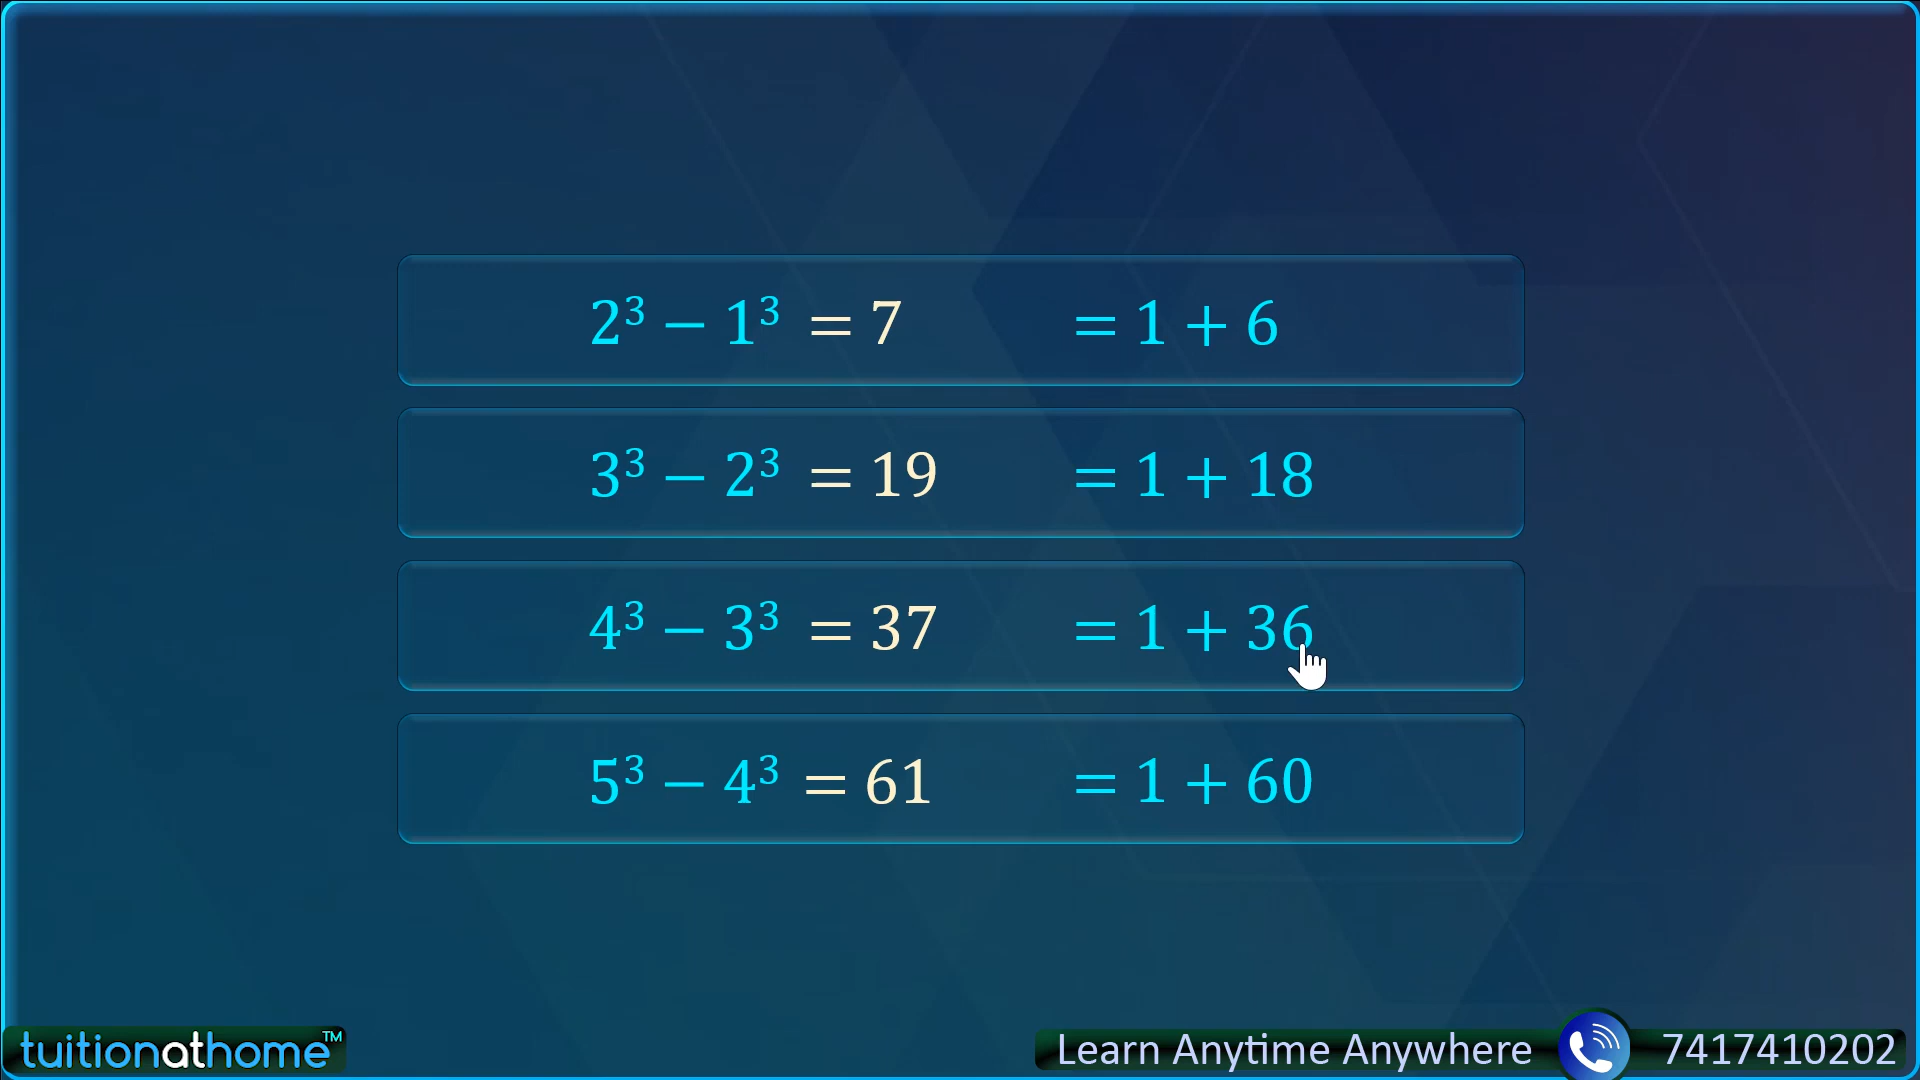 2³ − 1³ = 7 = 1 + 6
3³ − 2³ = 19 = 1 + 18
4³ − 3³ = 37 = 1 + 36
5³ − 4³ = 61 = 1 + 60
tuitionathome™ Learn Anytime Anywhere 7417410202